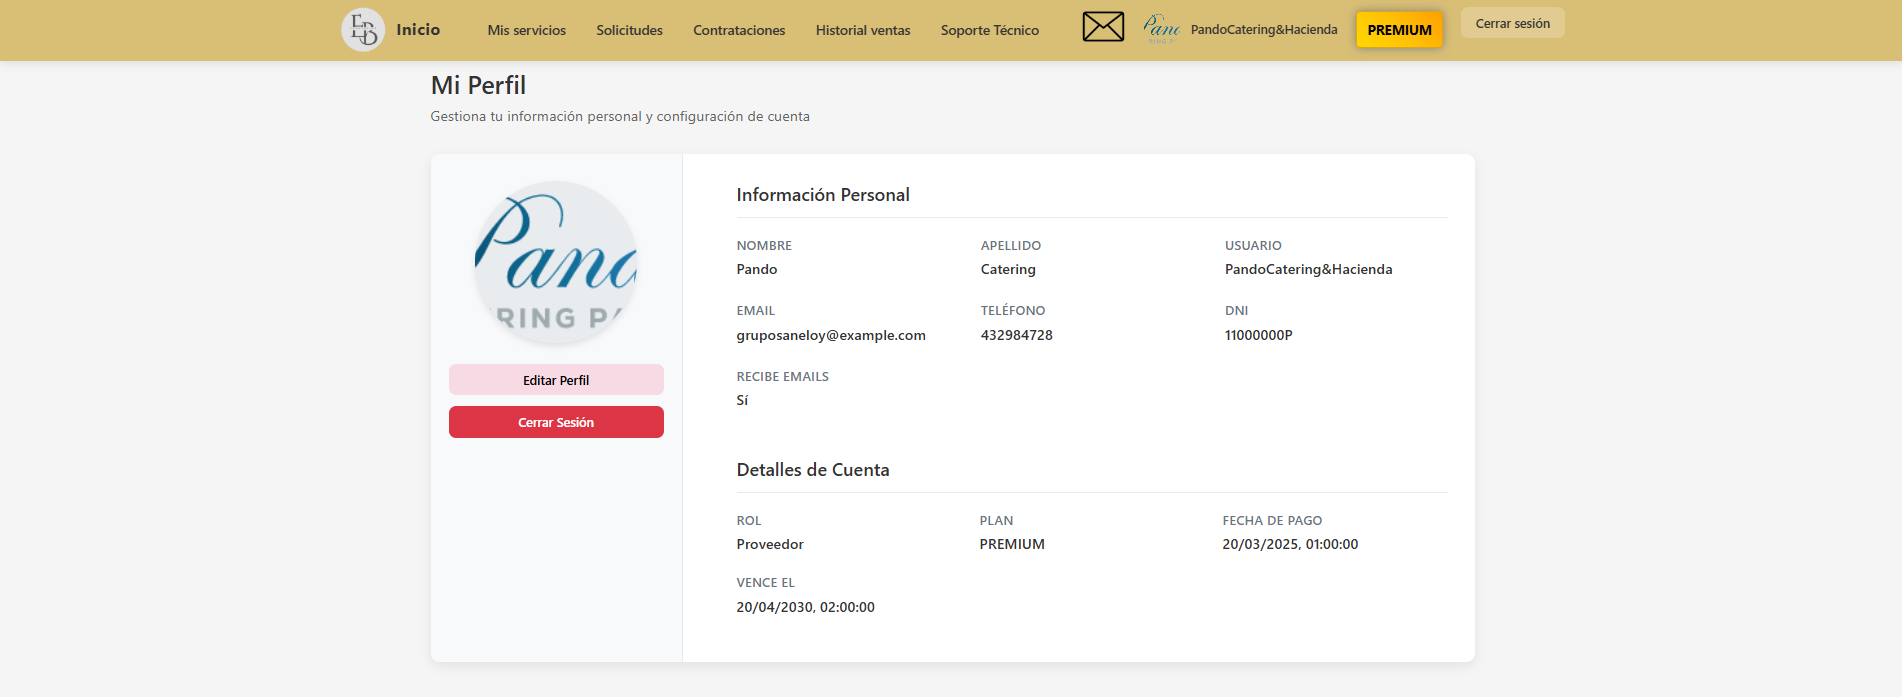 EED Inicio Mis servicios Solicitudes Contrataciones Historial ventas Soporte Técnico PandoCatering&Hacienda PREMIUM Cerrar sesión
Mi Perfil
Gestiona tu información personal y configuración de cuenta
Pando
RING PA
Editar Perfil
Cerrar Sesión
Información Personal
NOMBRE APELLIDO USUARIO
Pando Catering PandoCatering&Hacienda
EMAIL TELÉFONO DNI
gruposaneloy@example.com 432984728 11000000P
RECIBE EMAILS
Sí
Detalles de Cuenta
ROL PLAN FECHA DE PAGO
Proveedor PREMIUM 20/03/2025, 01:00:00
VENCE EL
20/04/2030, 02:00:00